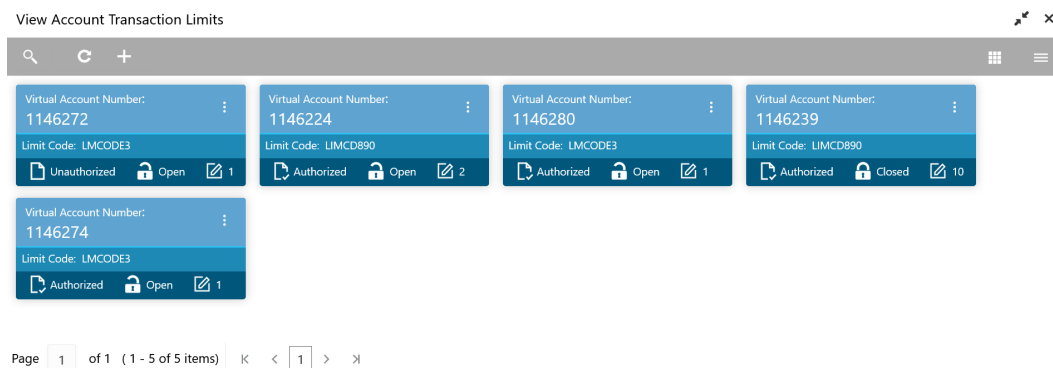 View Account Transaction Limits
Virtual Account Number:
1146272
Limit Code: LMCODE3
Unauthorized Open 1
Virtual Account Number:
1146224
Limit Code: LIMCD890
Authorized Open 2
Virtual Account Number:
1146280
Limit Code: LMCODE3
Authorized Open 1
Virtual Account Number:
1146239
Limit Code: LIMCD890
Authorized Closed 10
Virtual Account Number:
1146274
Limit Code: LMCODE3
Authorized Open 1
Page 1 of 1 ( 1 - 5 of 5 items) 1